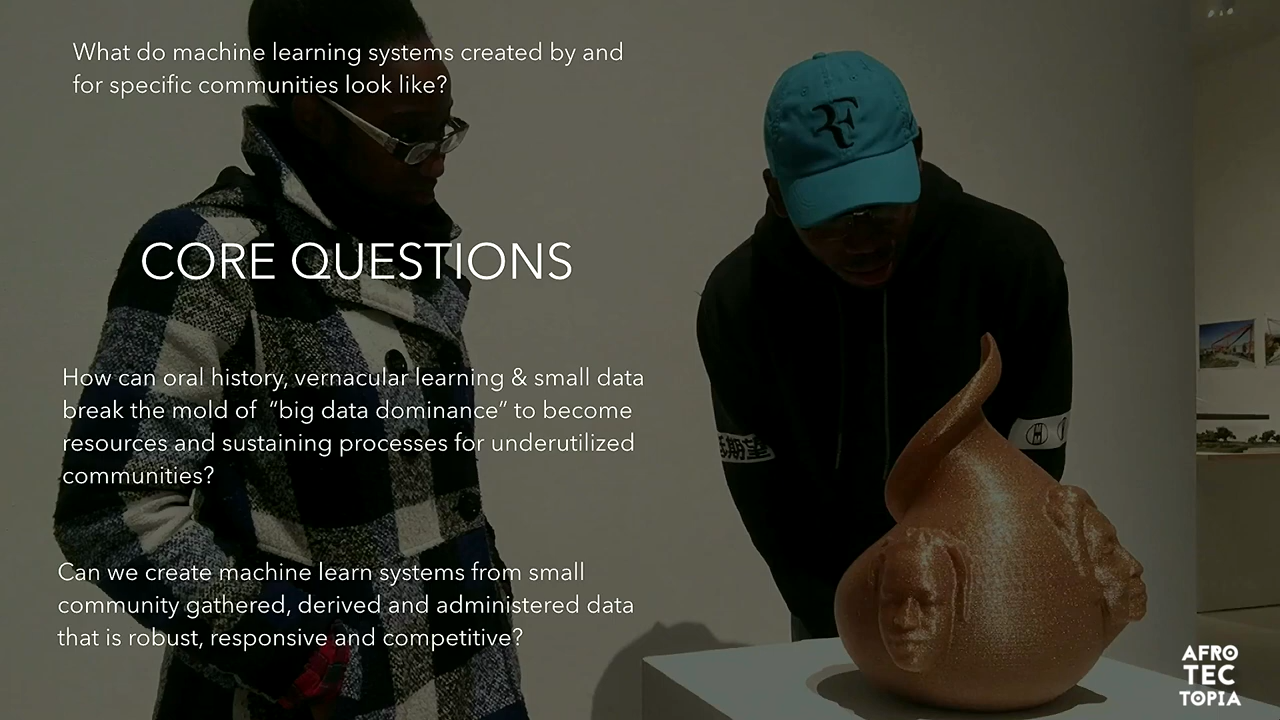 What do machine learning systems created by and
for specific communities look like?
CORE QUESTIONS
How can oral history, vernacular learning & small data
break the mold of “big data dominance” to become
resources and sustaining processes for underutilized
communities?
Can we create machine learn systems from small
community gathered, derived and administered data
that is robust, responsive and competitive?
RF
期望
AFRO
TEC
TOPIA